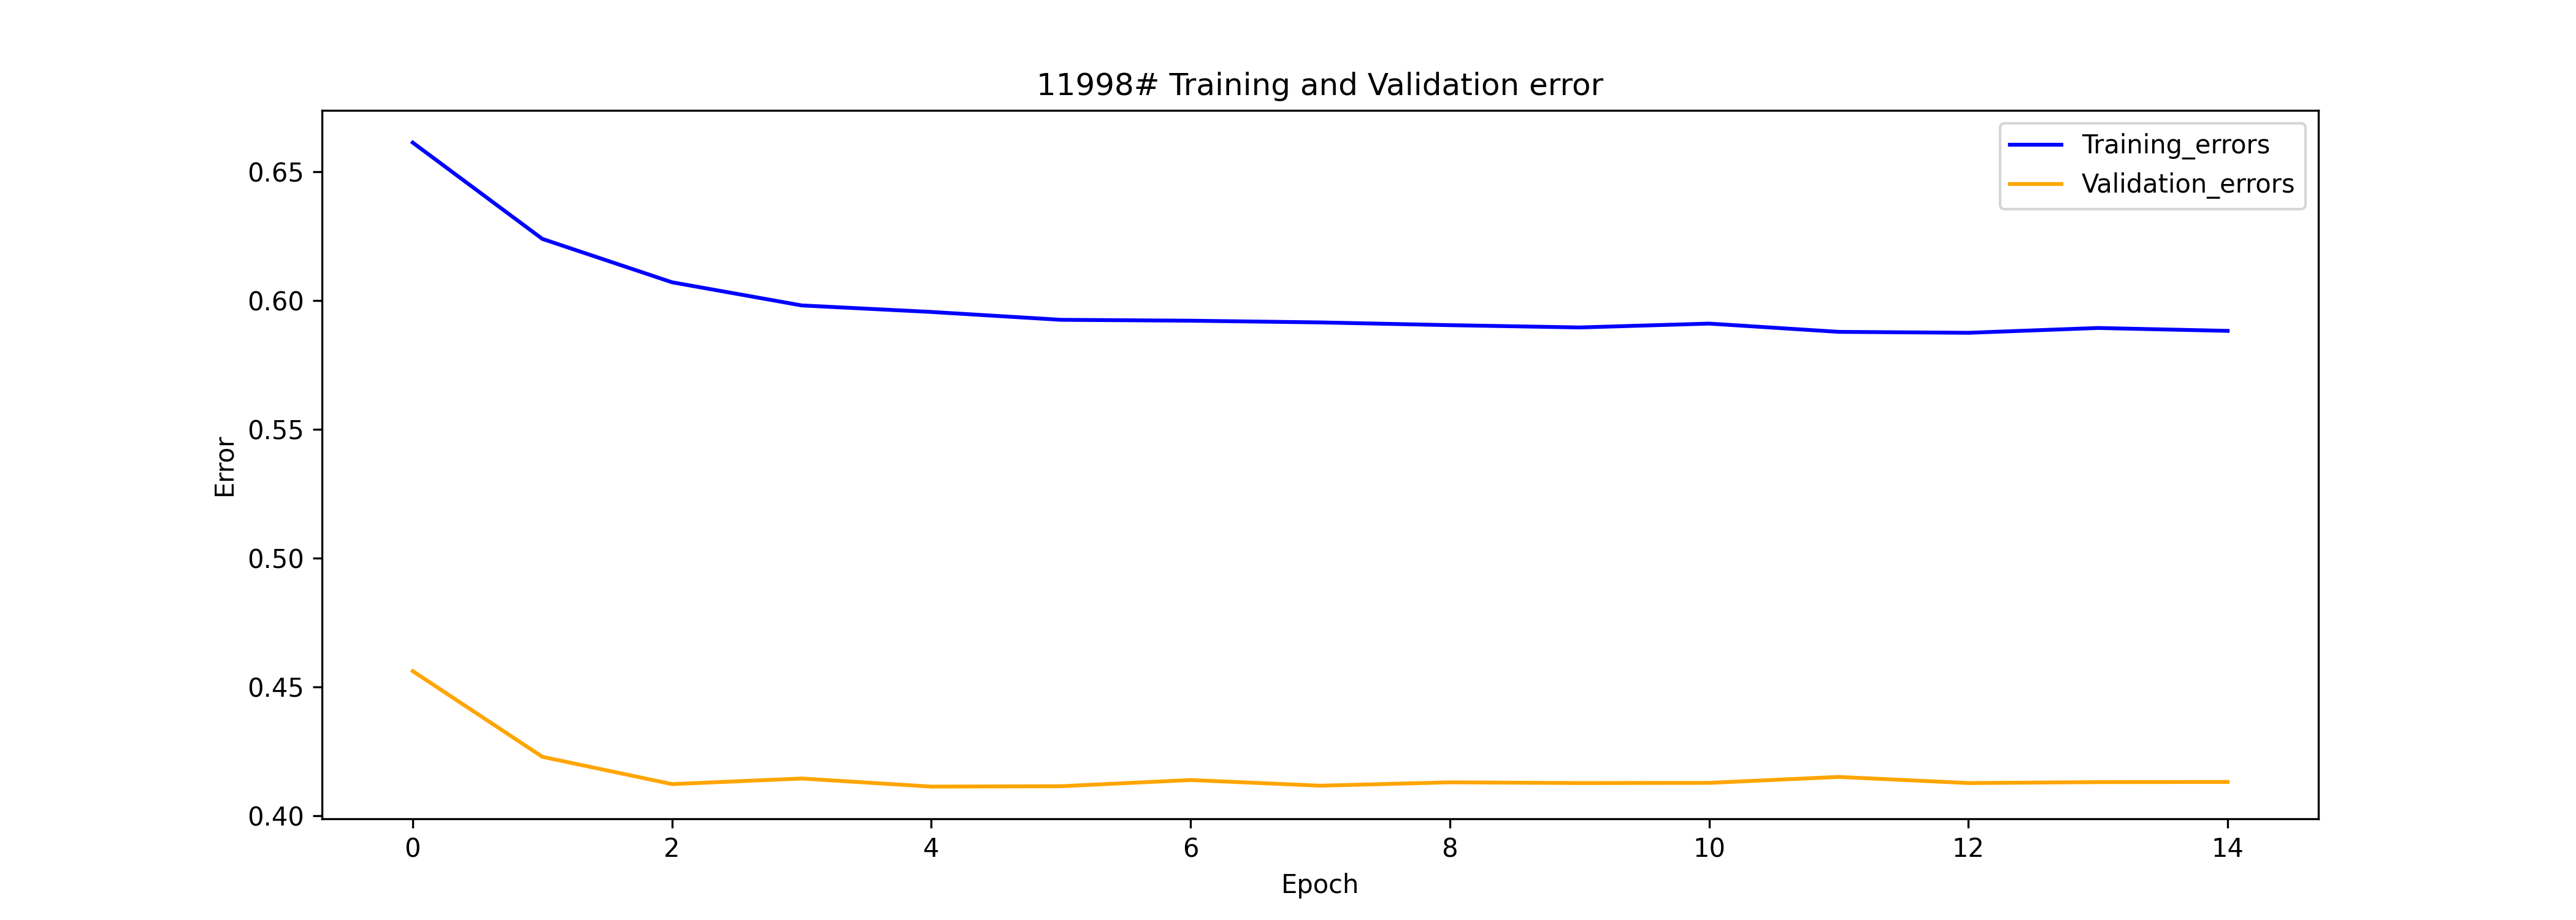 11998# Training and Validation error
Training_errors
Validation_errors
0.65
0.60
0.55
0.50
0.45
0.40
Error
0 2 4 6 8 10 12 14
Epoch